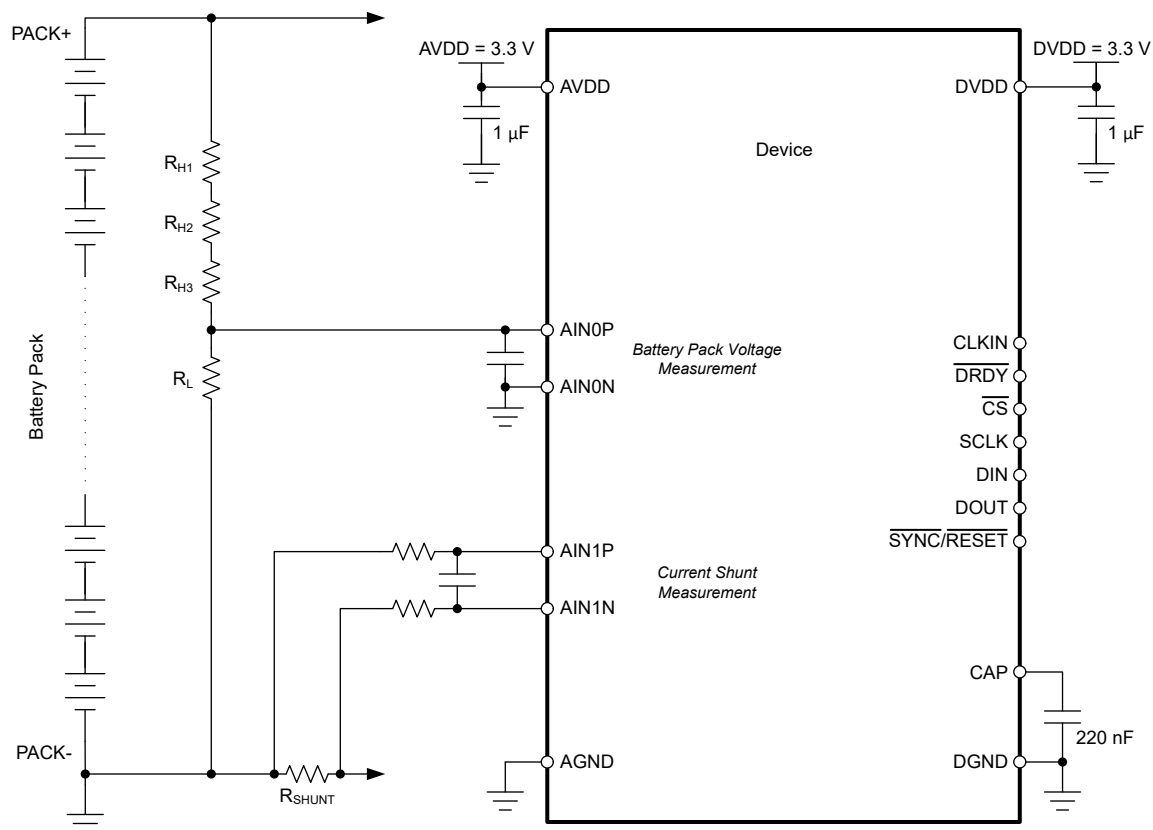 PACK+
AVDD = 3.3 V
DVDD = 3.3 V
AVDD
DVDD
1 µF
1 µF
Device
RH1
RH2
RH3
Battery Pack
RL
AIN0P
Battery Pack Voltage
Measurement
AIN0N
CLKIN
DRDY
CS
SCLK
DIN
DOUT
SYNC/RESET
AIN1P
Current Shunt
Measurement
AIN1N
CAP
220 nF
PACK-
RSHUNT
AGND
DGND